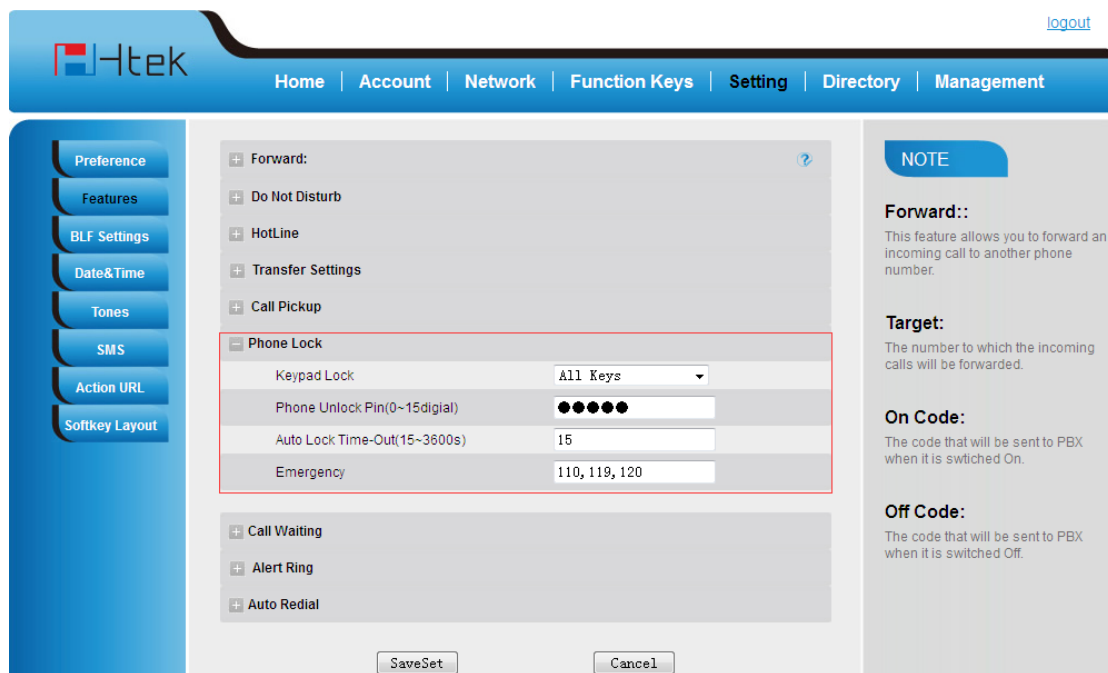 logout
Htek
Home Account Network Function Keys Setting Directory Management
Preference
Features
BLF Settings
Date&Time
Tones
SMS
Action URL
Softkey Layout
Forward:
Do Not Disturb
HotLine
Transfer Settings
Call Pickup
Phone Lock
Keypad Lock All Keys
Phone Unlock Pin(0~15digial) ●●●●●
Auto Lock Time-Out(15~3600s) 15
Emergency 110,119,120
Call Waiting
Alert Ring
Auto Redial
SaveSet Cancel
NOTE
Forward::
This feature allows you to forward an
incoming call to another phone
number.
Target:
The number to which the incoming
calls will be forwarded.
On Code:
The code that will be sent to PBX
when it is swtiched On.
Off Code:
The code that will be sent to PBX
when it is switched Off.